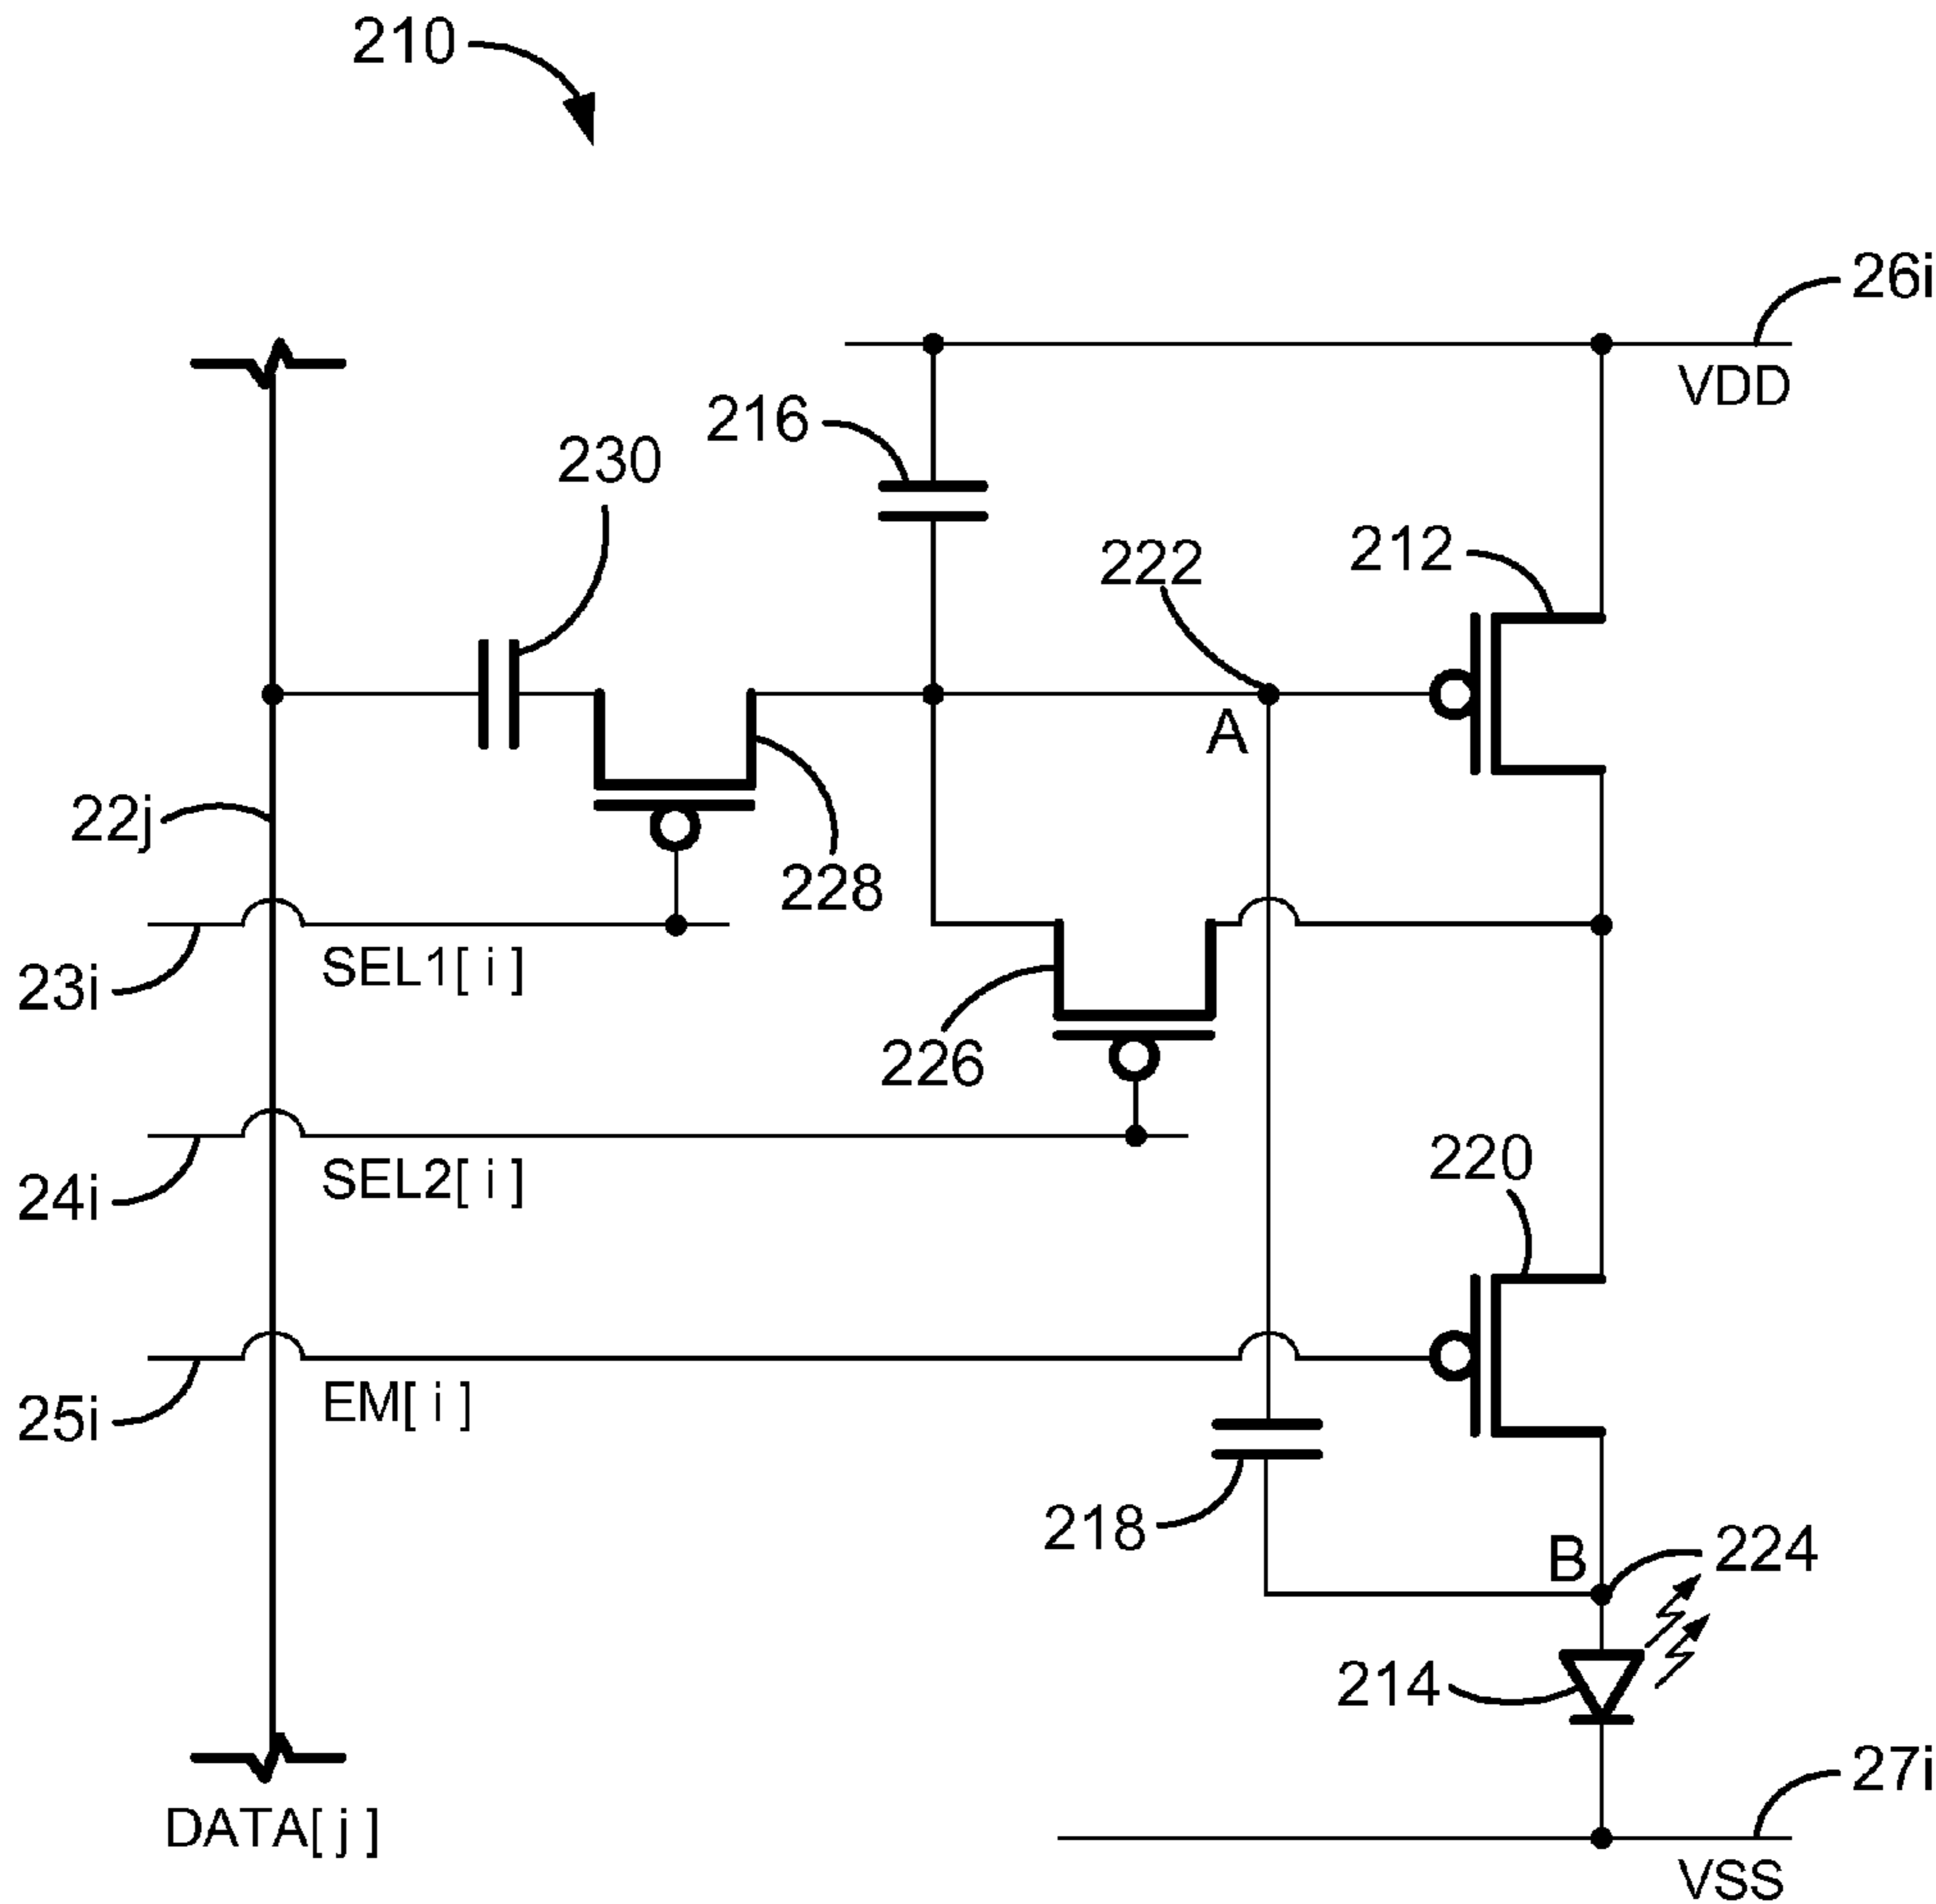 210
26i
VDD
216
230
212
222
A
22j
228
SEL1[ i ]
23i
226
220
SEL2[ i ]
24i
EM[ i ]
25i
218
B
224
214
27i
DATA[ j ]
VSS